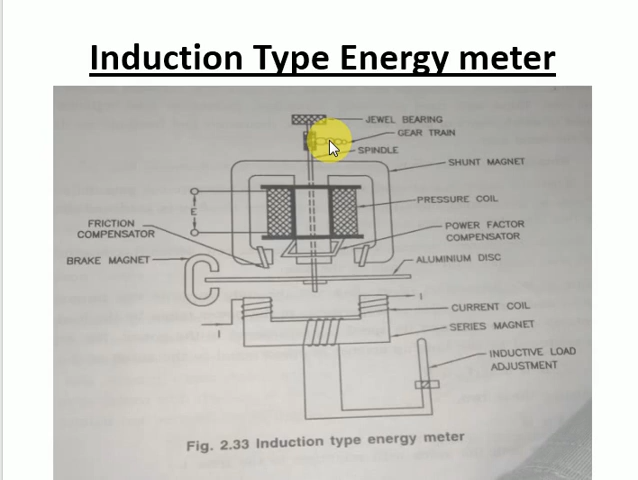 Induction Type Energy meter
JEWEL BEARING
GEAR TRAIN
SPINDLE
SHUNT MAGNET
E
PRESSURE COIL
FRICTION
COMPENSATOR
POWER FACTOR
COMPENSATOR
BRAKE MAGNET
ALUMINIUM DISC
I
CURRENT COIL
I
SERIES MAGNET
INDUCTIVE LOAD
ADJUSTMENT
Fig. 2.33 Induction type energy meter